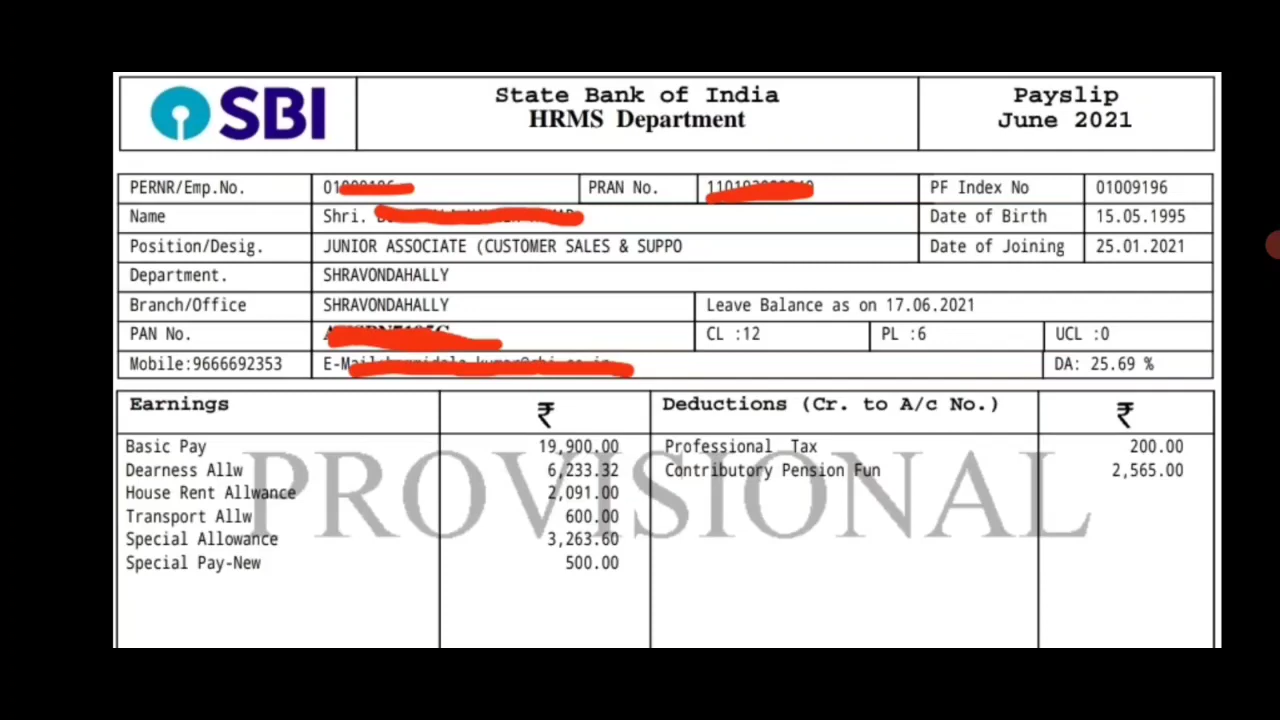 SBI State Bank of India Payslip
HRMS Department June 2021
PERNR/Emp.No. PRAN No. PF Index No 01009196
Name Shri. Date of Birth 15.05.1995
Position/Desig. JUNIOR ASSOCIATE (CUSTOMER SALES & SUPPO Date of Joining 25.01.2021
Department. SHRAVONDAHALLY
Branch/Office SHRAVONDAHALLY Leave Balance as on 17.06.2021
PAN No. CL :12 PL :6 UCL :0
Mobile:9666692353 DA: 25.69 %
Earnings ₹ Deductions (Cr. to A/c No.) ₹
Basic Pay 19,900.00 Professional Tax 200.00
Dearness Allw 6,233.32 Contributory Pension Fun 2,565.00
House Rent Allwance 2,091.00
Transport Allw 600.00
Special Allowance 3,263.60
Special Pay-New 500.00
PROVISIONAL